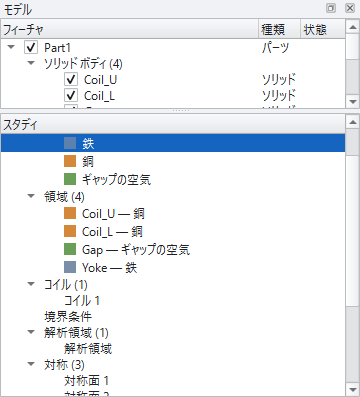 モデル
フィーチャ 種類 状態
Part1 パーツ
ソリッド ボディ (4)
Coil_U ソリッド
Coil_L ソリッド
スタディ
鉄
銅
ギャップの空気
領域 (4)
Coil_U — 銅
Coil_L — 銅
Gap — ギャップの空気
Yoke — 鉄
コイル (1)
コイル 1
境界条件
解析領域 (1)
解析領域
対称 (3)
対称面 1
対称面 2